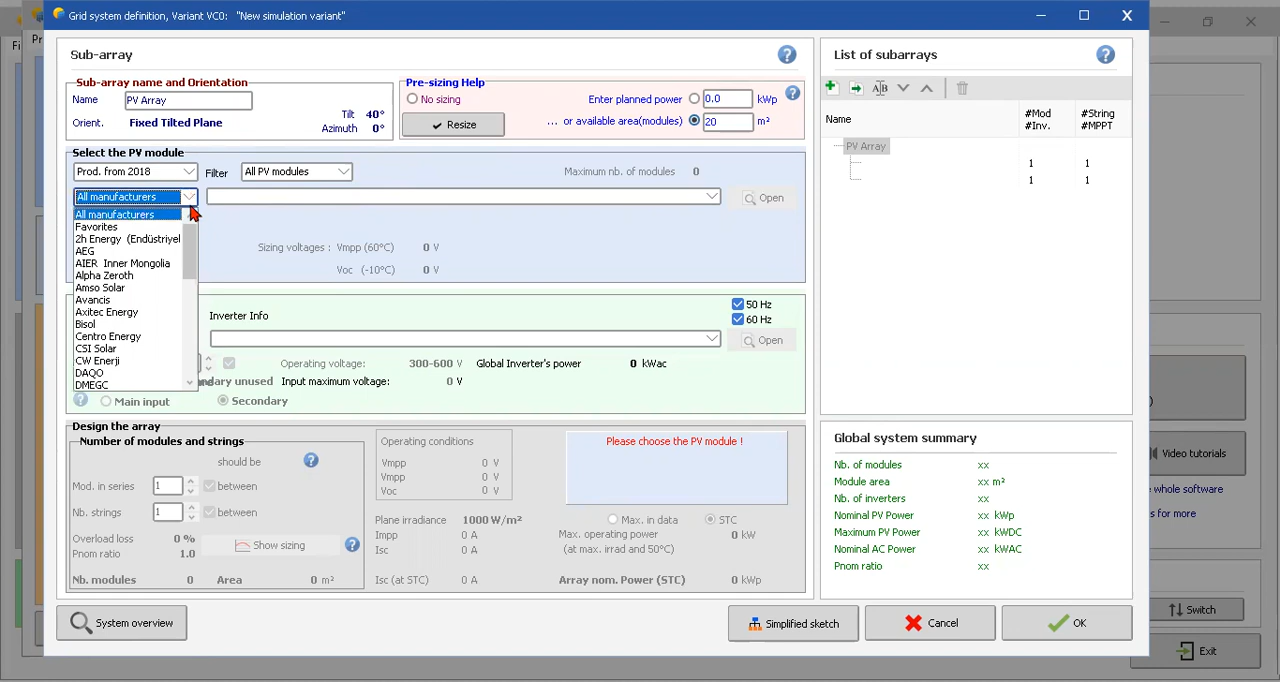 Grid system definition, Variant VC0: "New simulation variant"
Sub-array
Sub-array name and Orientation
Name PV Array
Tilt 40°
Orient. Fixed Tilted Plane
Azimuth 0°
Pre-sizing Help
No sizing
Enter planned power 0.0 kWp
Resize
... or available area(modules) 20 m²
Select the PV module
Prod. from 2018
Filter All PV modules
Maximum nb. of modules 0
All manufacturers
Open
All manufacturers
Favorites
2h Energy (Endüstriyel
AEG
AIER Inner Mongolia
Alpha Zeroth
Amso Solar
Avancis
Axitec Energy
Bisol
Centro Energy
CSI Solar
CW Enerji
DAQO
DMEGC
Sizing voltages : Vmpp (60°C) 0 V
Voc (-10°C) 0 V
Inverter Info
50 Hz
60 Hz
Open
Operating voltage: 300-600 V Global Inverter's power 0 kWac
ndary unused Input maximum voltage: 0 V
Main input Secondary
Design the array
Number of modules and strings
should be
Mod. in series 1 between
Nb. strings 1 between
Overload loss 0 %
Pnom ratio 1.0
Show sizing
Nb. modules 0 Area 0 m²
Operating conditions
Vmpp 0 V
Vmpp 0 V
Voc 0 V
Plane irradiance 1000 W/m²
Impp 0 A
Isc 0 A
Isc (at STC) 0 A
Please choose the PV module !
Max. in data STC
Max. operating power 0 kW
(at max. irrad and 50°C)
Array nom. Power (STC) 0 kWp
System overview
Simplified sketch
Cancel
OK
List of subarrays
Name
#Mod
#Inv.
#String
#MPPT
PV Array
1 1
1 1
Global system summary
Nb. of modules xx
Module area xx m²
Nb. of inverters xx
Nominal PV Power xx kWp
Maximum PV Power xx kWDC
Nominal AC Power xx kWAC
Pnom ratio xx
Fi
Pr
)
Video tutorials
e whole software
s for more
Switch
Exit